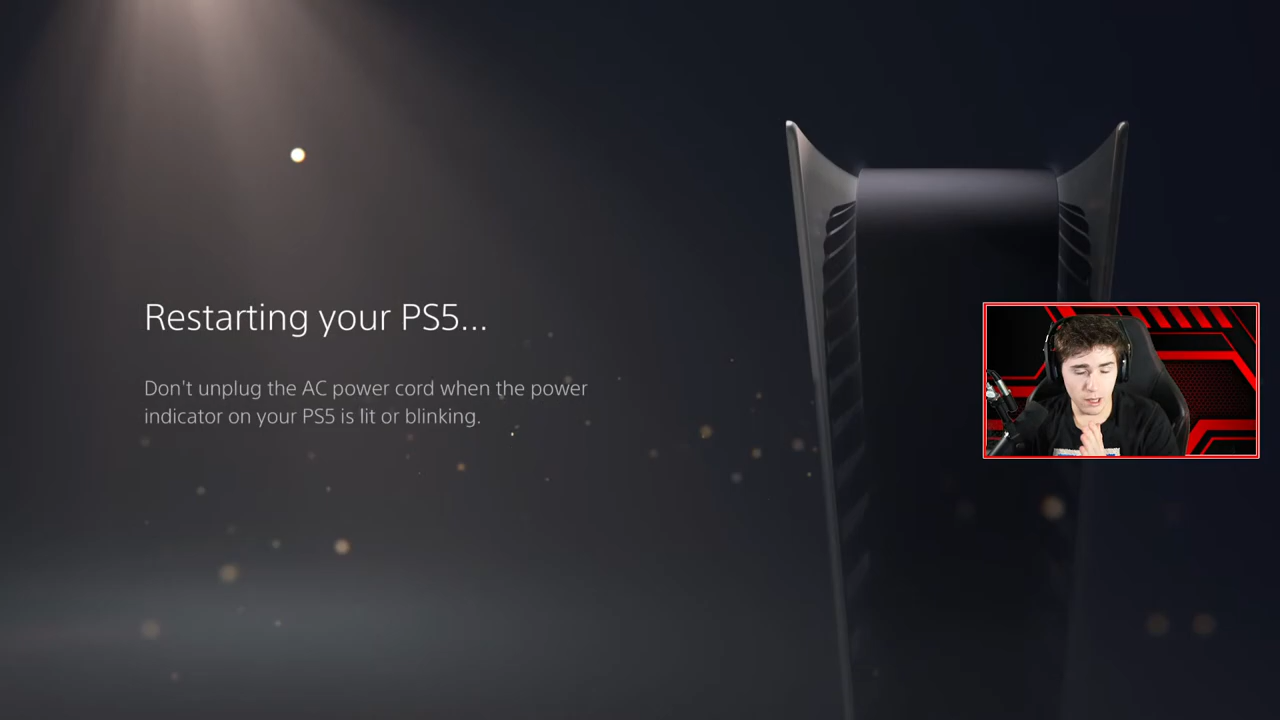 Restarting your PS5...
Don't unplug the AC power cord when the power
indicator on your PS5 is lit or blinking.